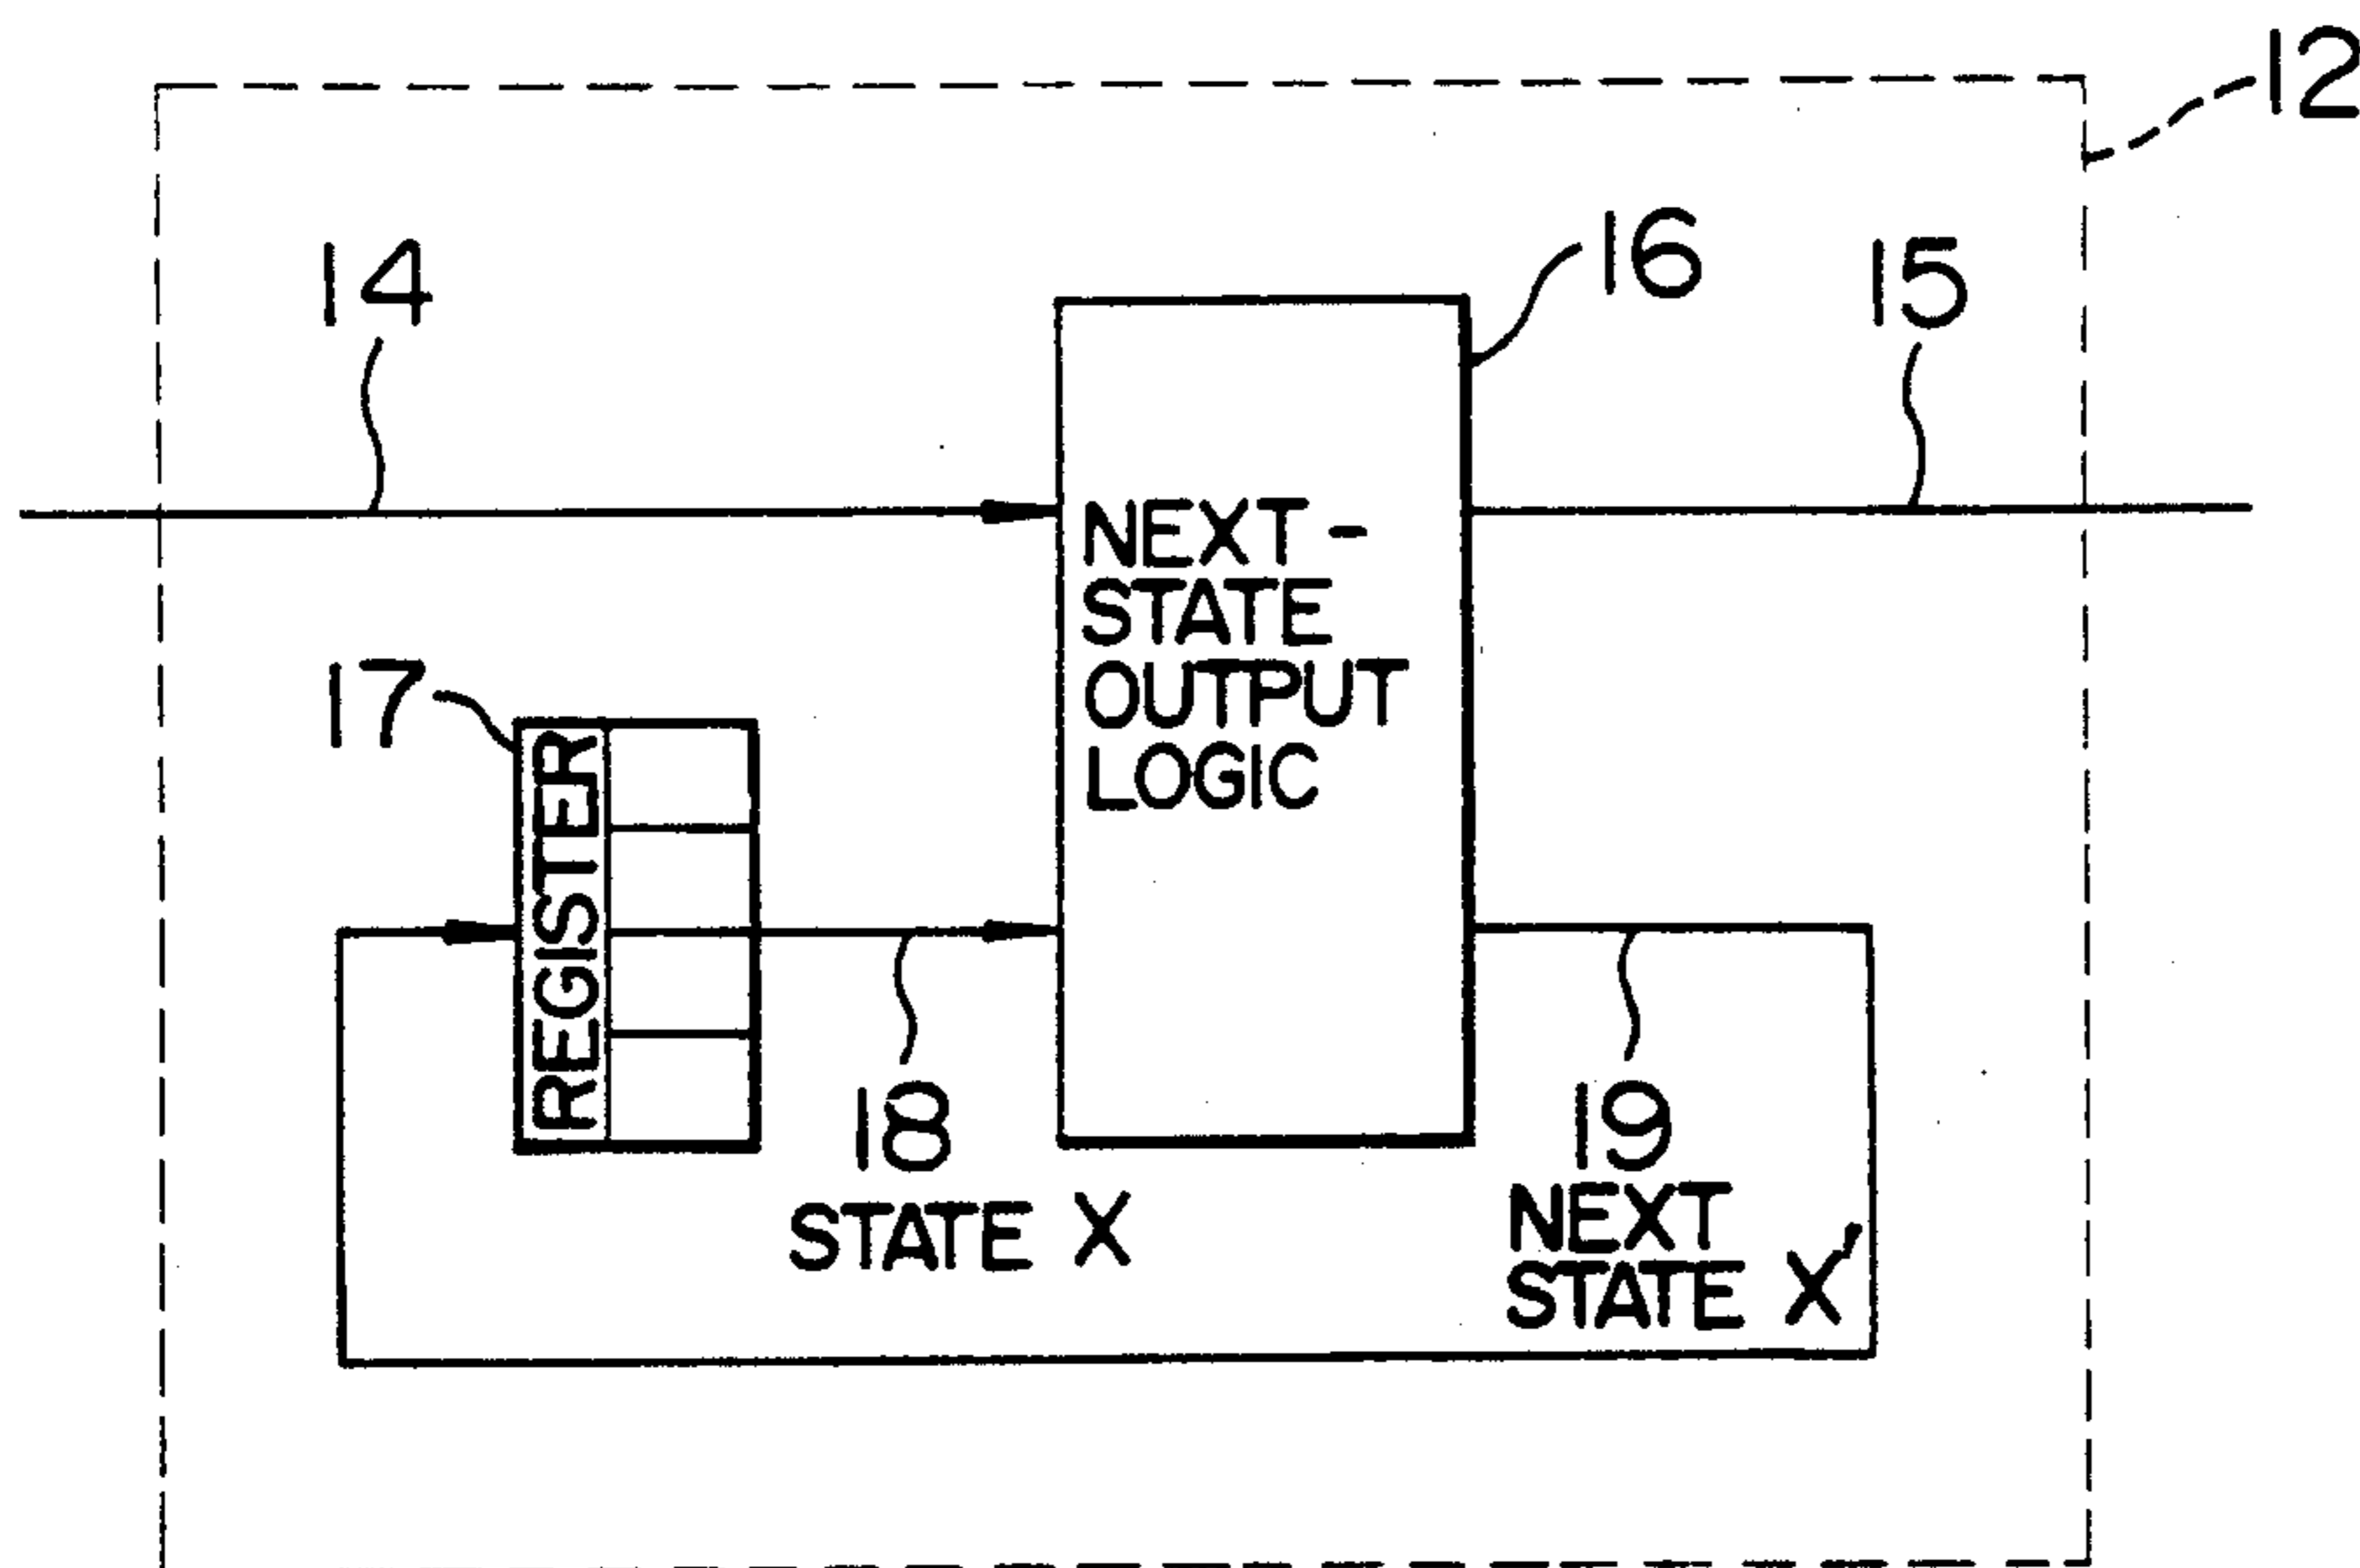 12
14
16
15
NEXT-
STATE
OUTPUT
LOGIC
17
REGISTER
18
STATE X
19
NEXT
STATE X'